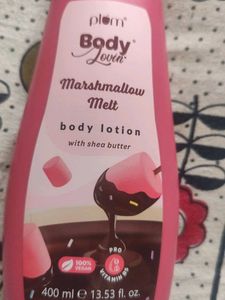 plum
Body
Lovin'
Marshmallow
Melt
body lotion
with shea butter
100%
VEGAN
PRO
VITAMIN B5
400 ml ℮ 13.53 fl. oz.